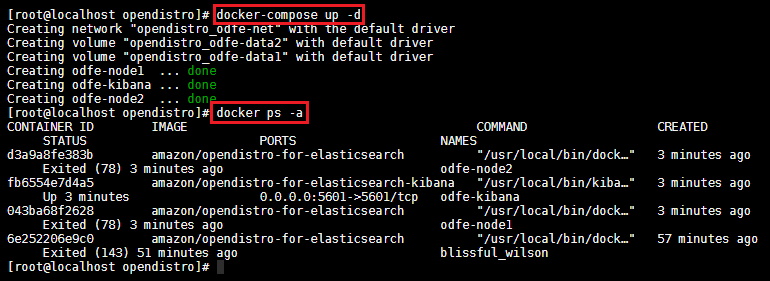 [root@localhost opendistro]# docker-compose up -d
Creating network "opendistro_odfe-net" with the default driver
Creating volume "opendistro_odfe-data2" with default driver
Creating volume "opendistro_odfe-data1" with default driver
Creating odfe-node1  ... done
Creating odfe-kibana ... done
Creating odfe-node2  ... done
[root@localhost opendistro]# docker ps -a
CONTAINER ID        IMAGE                                      COMMAND                  CREATED
        STATUS                       PORTS                    NAMES
d3a9a8fe383b        amazon/opendistro-for-elasticsearch          "/usr/local/bin/dock…"   3 minutes ago
        Exited (78) 3 minutes ago                             odfe-node2
fb6554e7d4a5        amazon/opendistro-for-elasticsearch-kibana   "/usr/local/bin/kiba…"   3 minutes ago
        Up 3 minutes                 0.0.0.0:5601->5601/tcp   odfe-kibana
043ba68f2628        amazon/opendistro-for-elasticsearch          "/usr/local/bin/dock…"   3 minutes ago
        Exited (78) 3 minutes ago                             odfe-node1
6e252206e9c0        amazon/opendistro-for-elasticsearch          "/usr/local/bin/dock…"   57 minutes ago
        Exited (143) 51 minutes ago                           blissful_wilson
[root@localhost opendistro]#